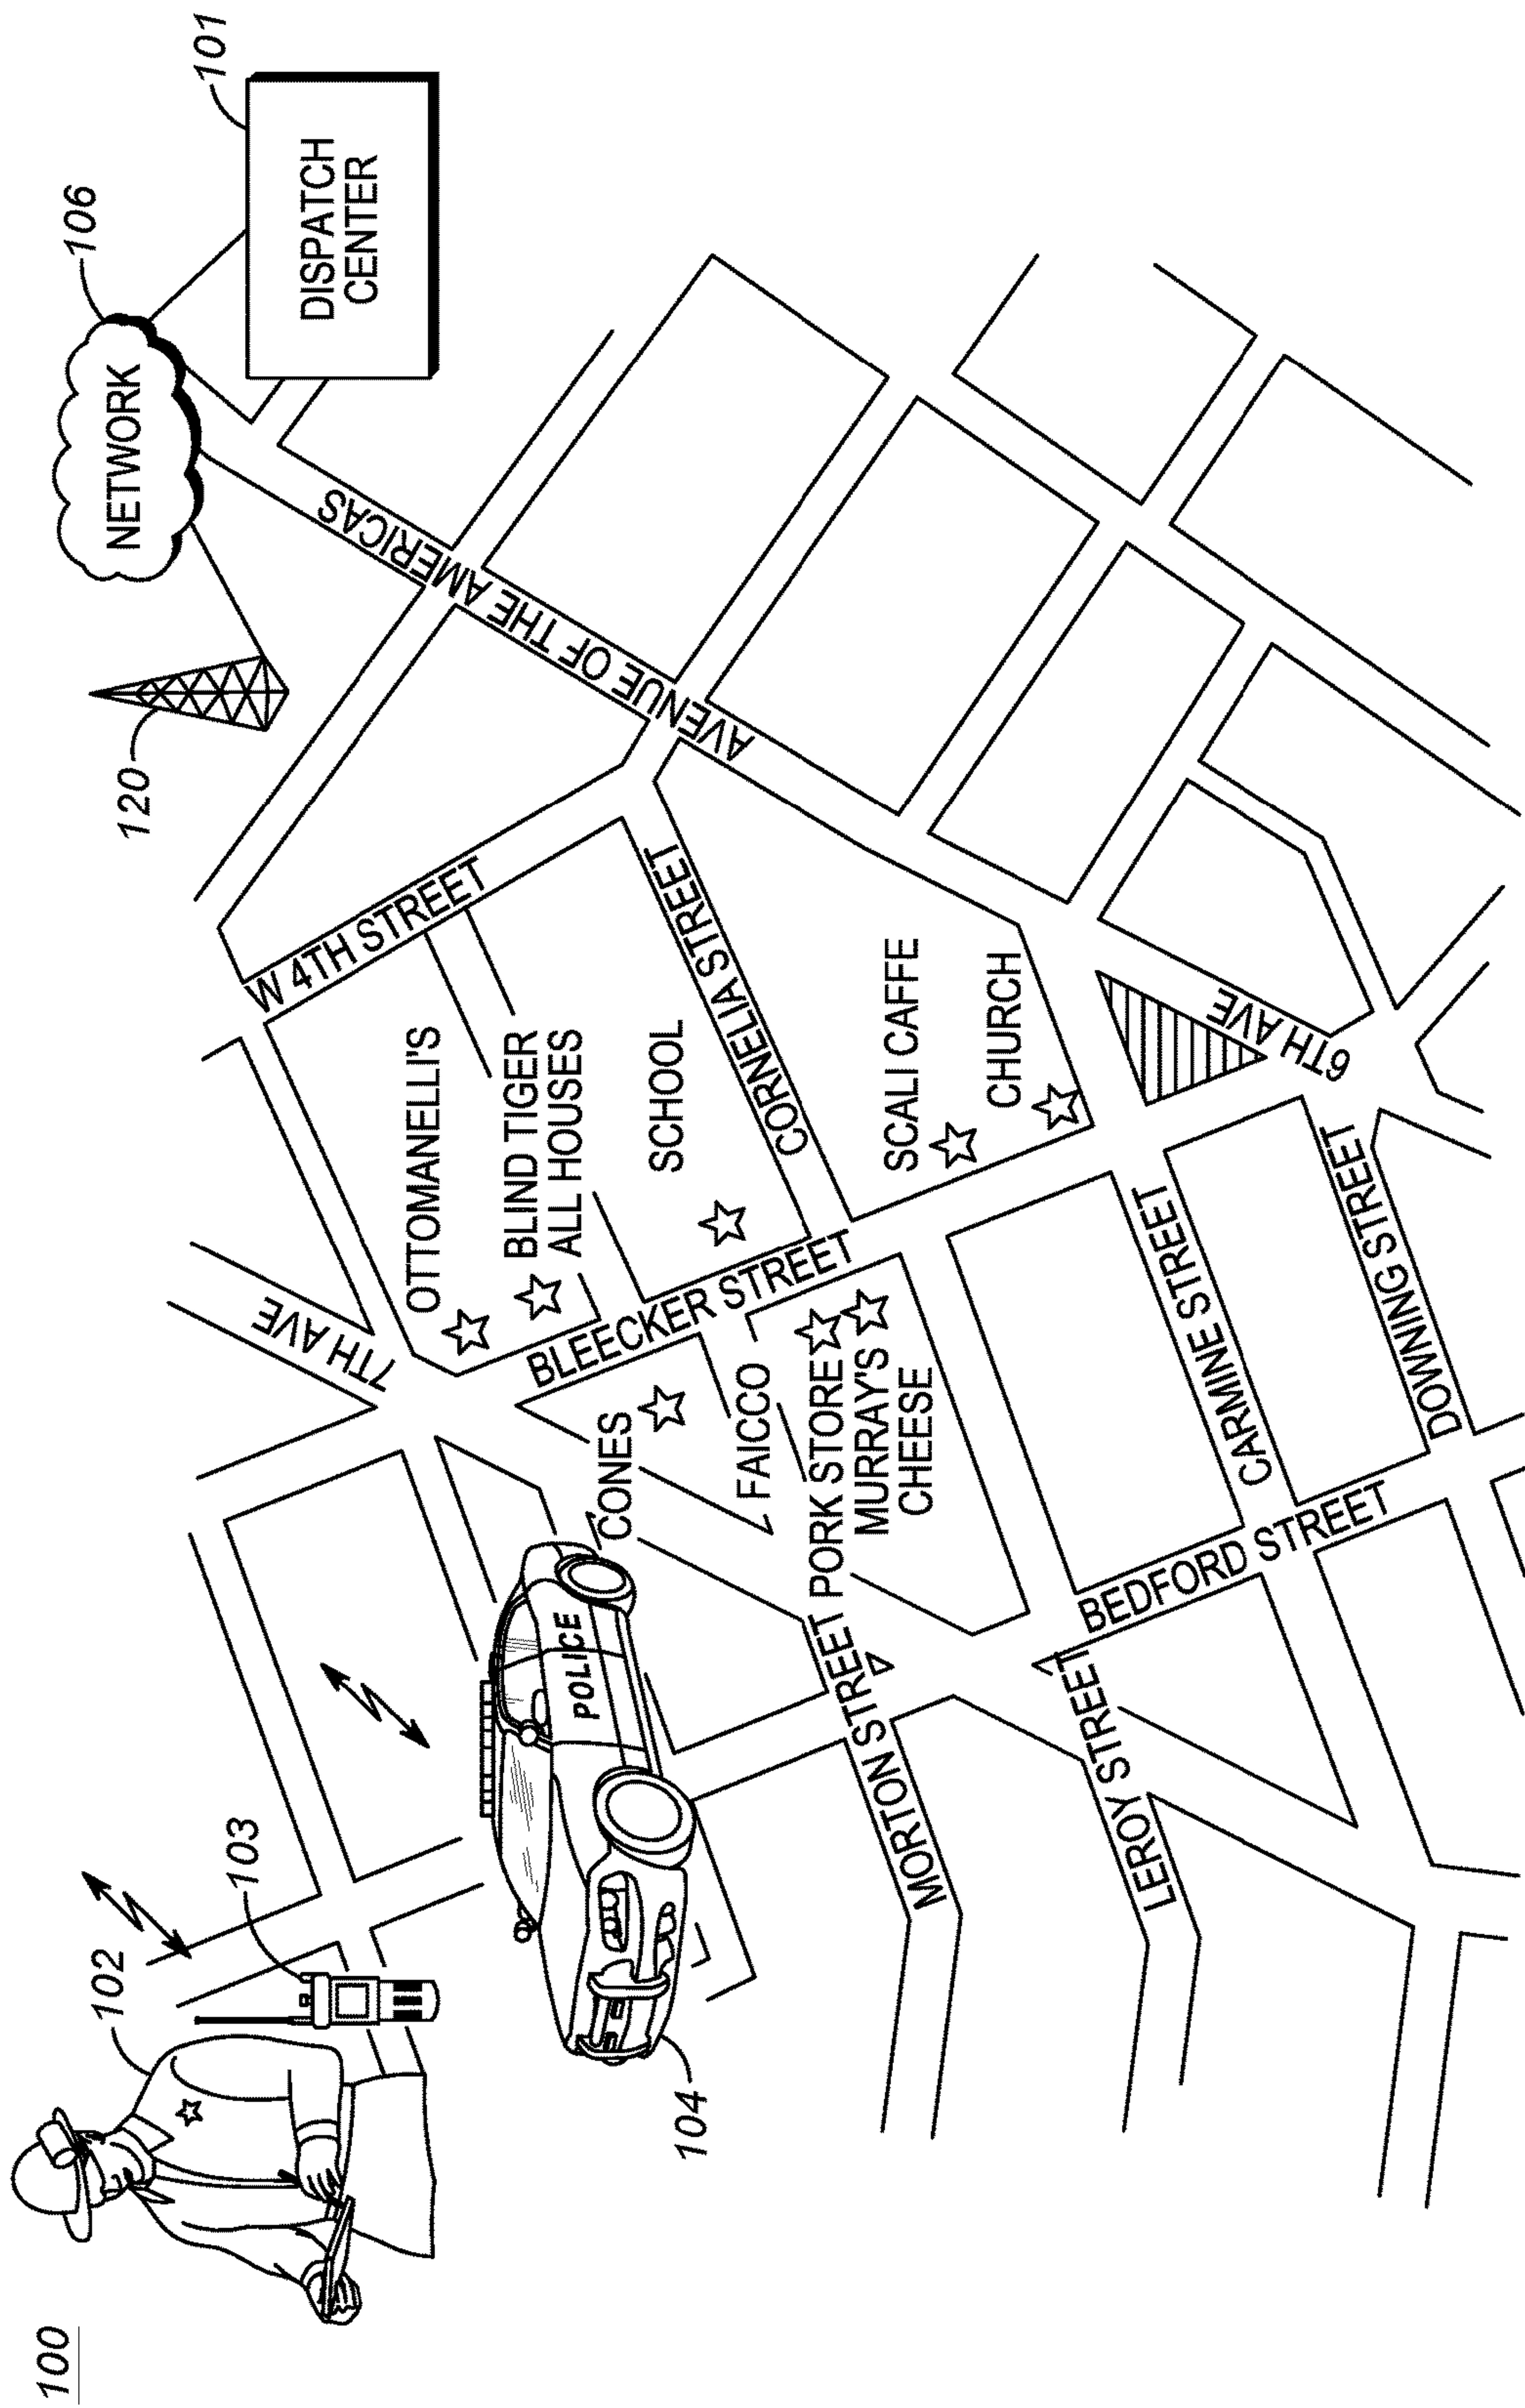 100
102
103
120
NETWORK
106
101
DISPATCH
CENTER
104
POLICE
7TH AVE
W 4TH STREET
AVENUE OF THE AMERICAS
OTTOMANELLI'S
BLIND TIGER
ALL HOUSES
SCHOOL
BLEECKER STREET
CORNELIA STREET
CONES
FAICCO
PORK STORE
MURRAY'S
CHEESE
SCALI CAFFE
CHURCH
MORTON STREET
LEROY STREET
BEDFORD STREET
CARMINE STREET
DOWNING STREET
6TH AVE